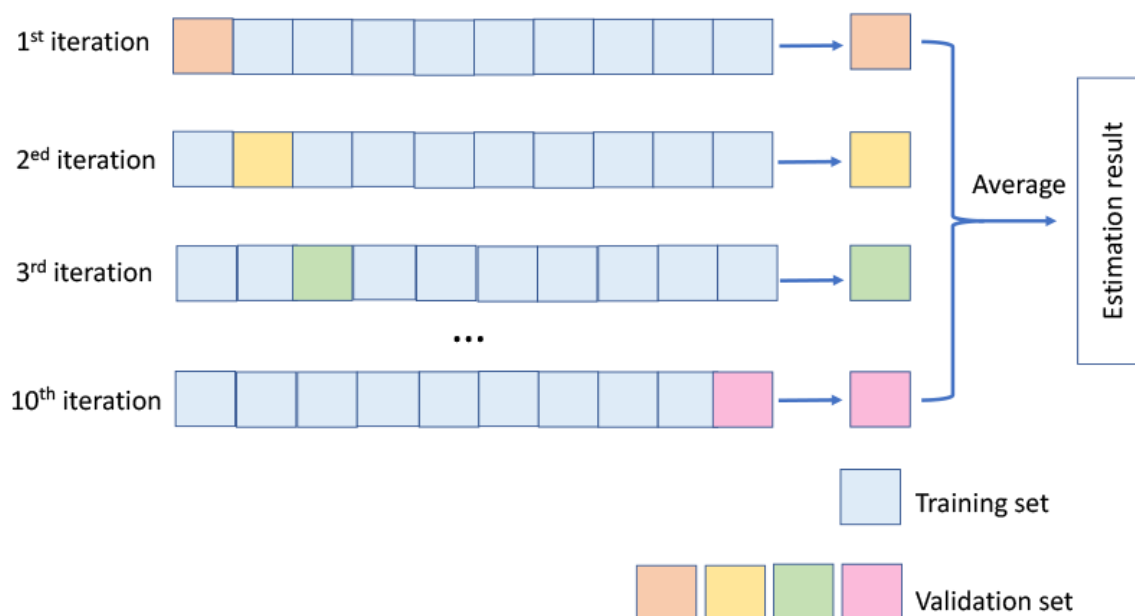 1st iteration
2ed iteration
Average
3rd iteration
...
10th iteration
Estimation result
Training set
Validation set